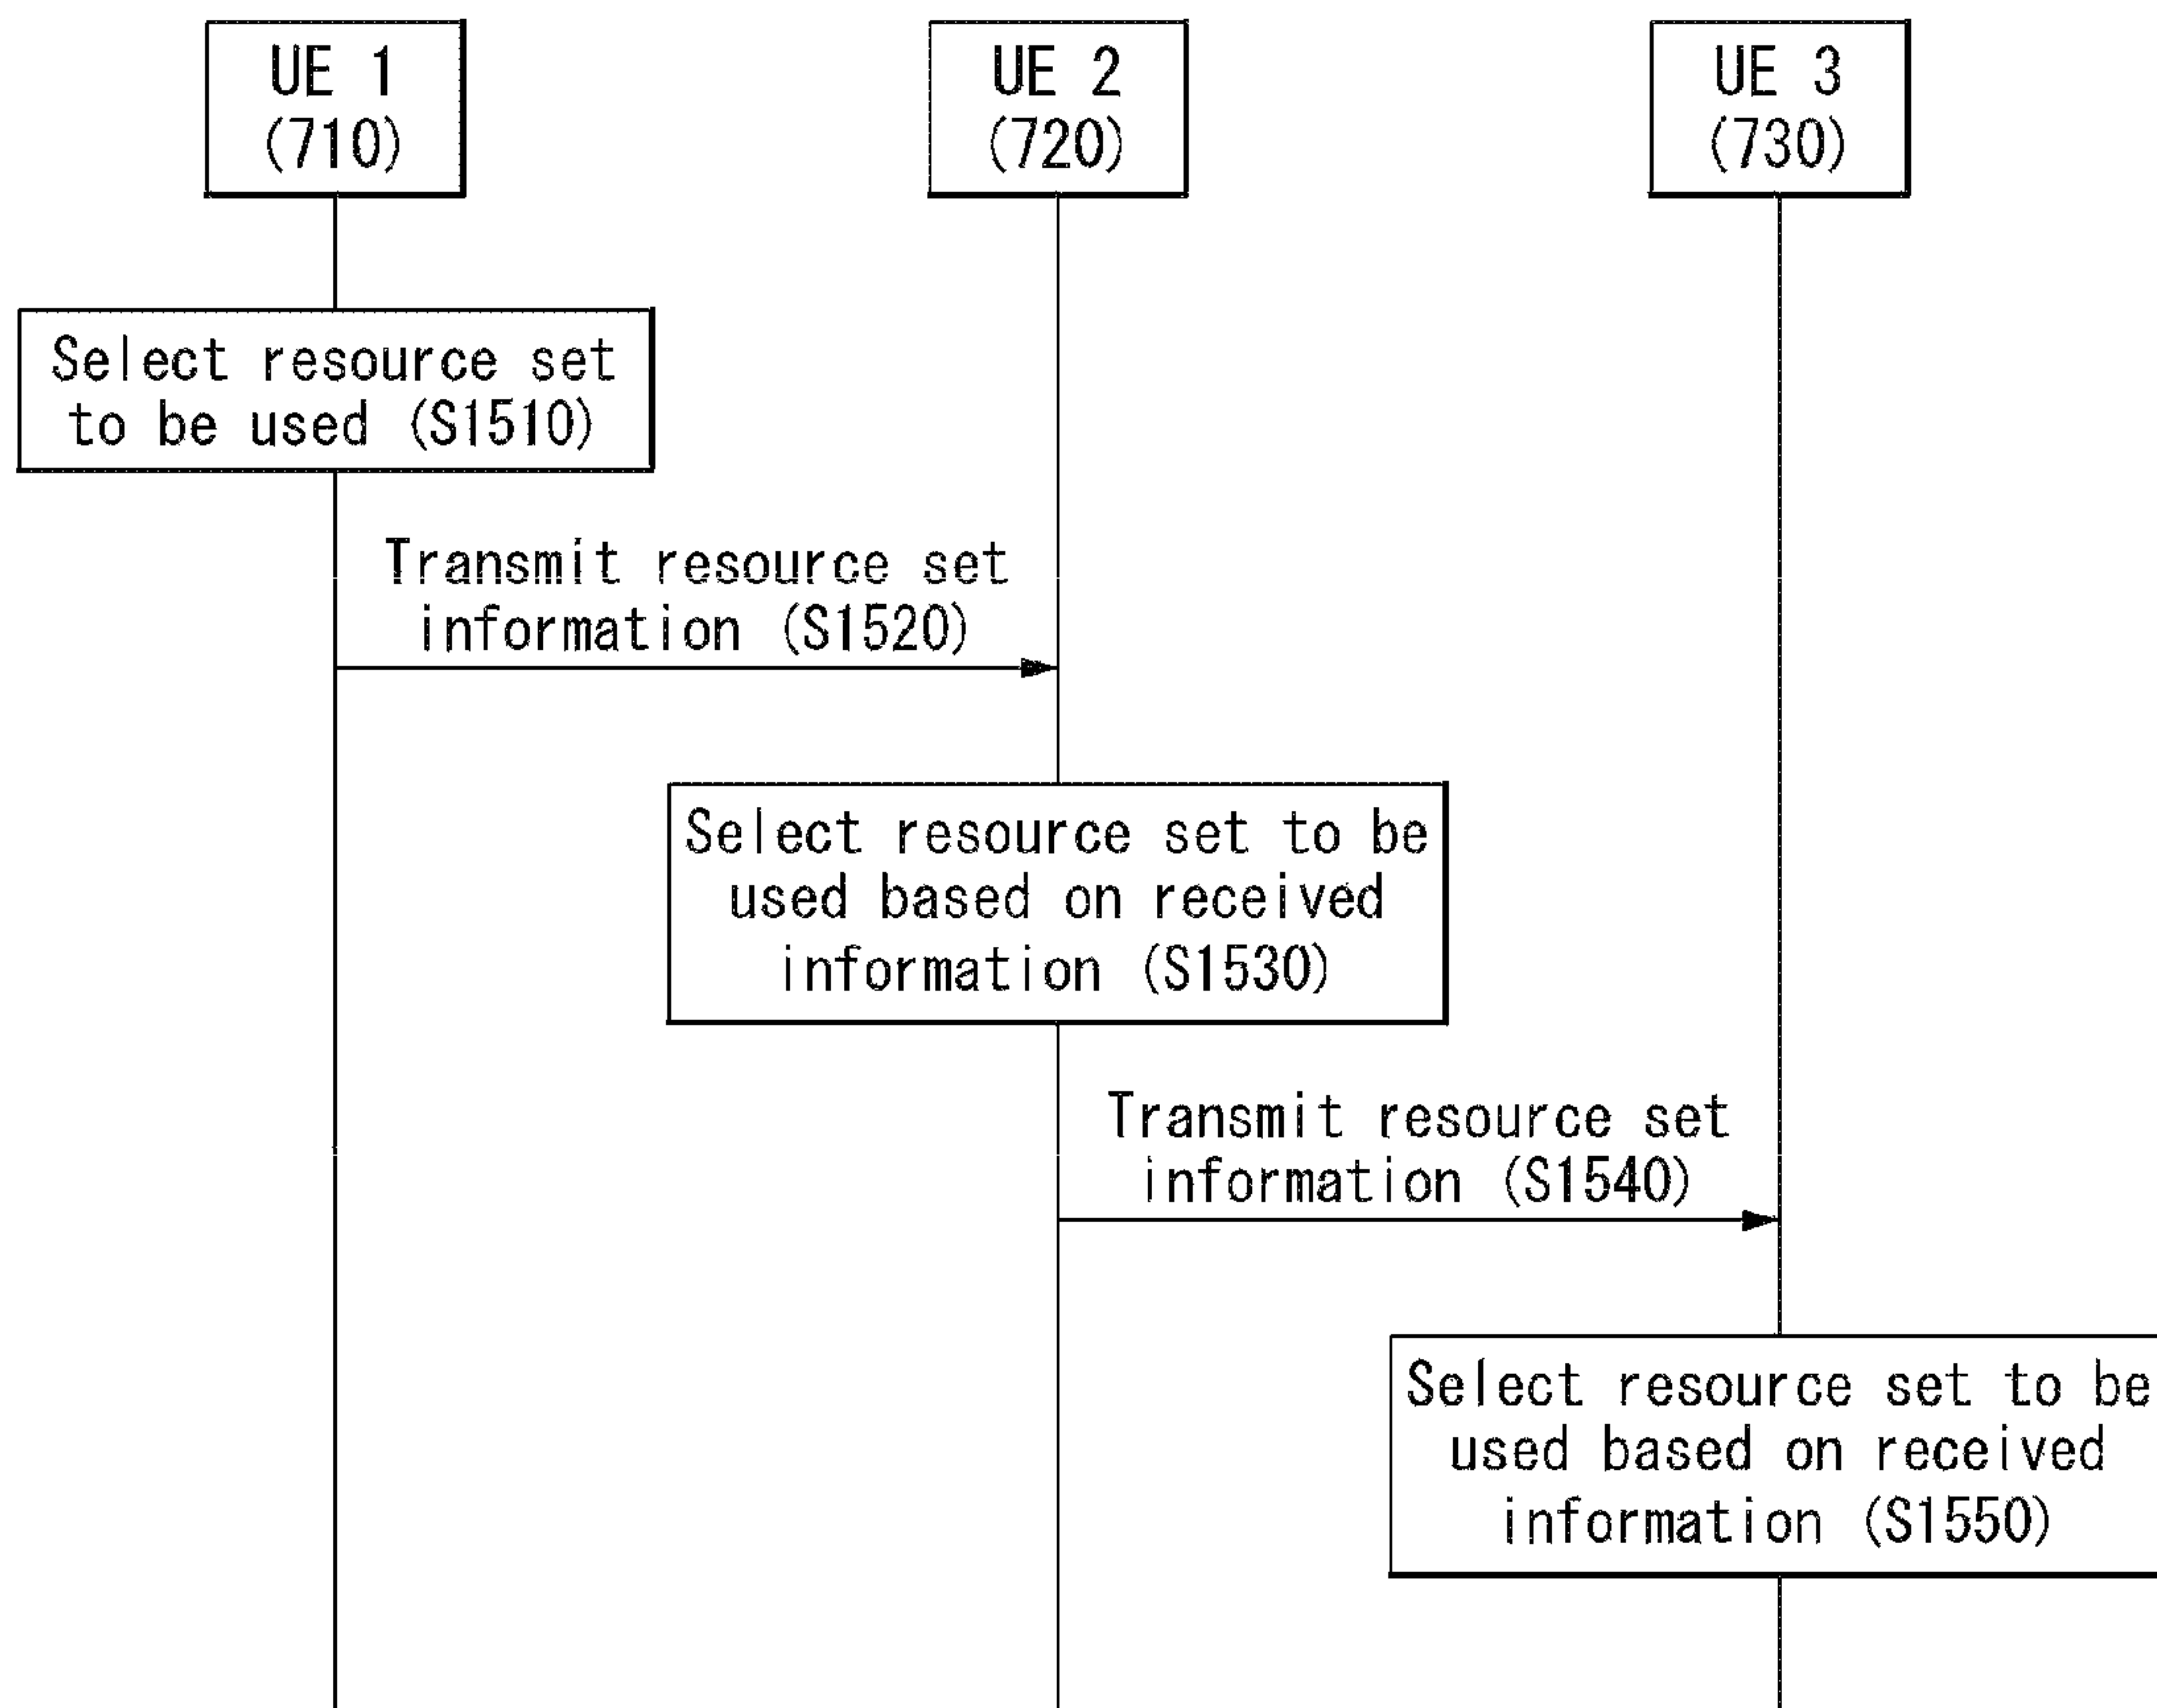 UE 1
(710)
UE 2
(720)
UE 3
(730)
Select resource set
to be used (S1510)
Transmit resource set
information (S1520)
Select resource set to be
used based on received
information (S1530)
Transmit resource set
information (S1540)
Select resource set to be
used based on received
information (S1550)